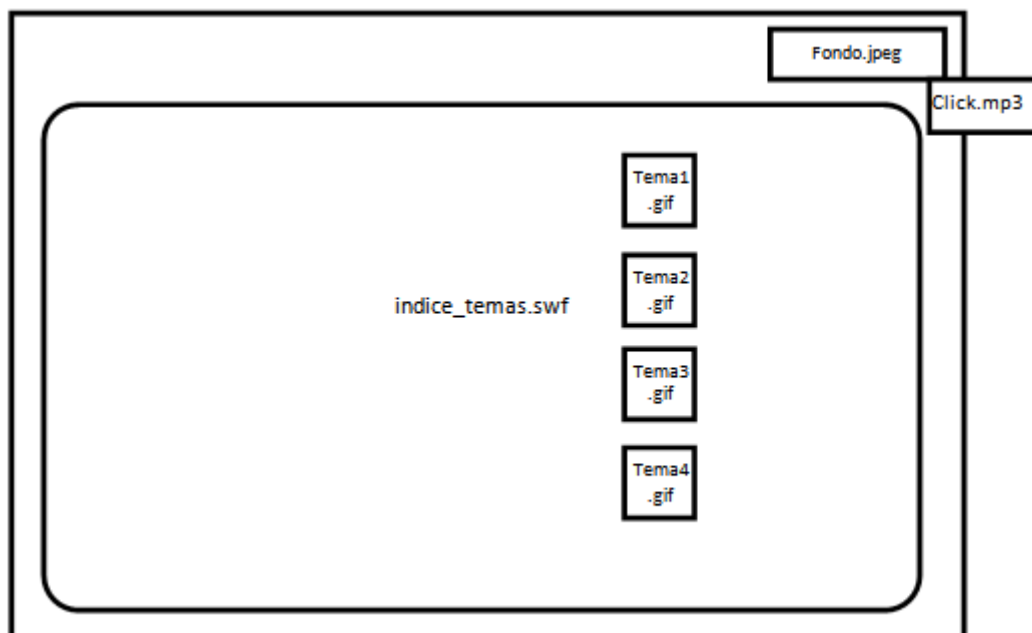 Fondo.jpeg
Click.mp3
Tema1
.gif
Tema2
.gif
indice_temas.swf
Tema3
.gif
Tema4
.gif